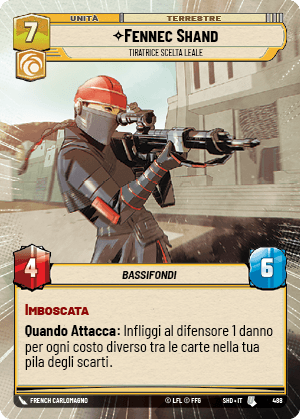 UNITÀ
TERRESTRE
7
✧FENNEC SHAND
TIRATRICE SCELTA LEALE
4
BASSIFONDI
6
IMBOSCATA
Quando Attacca: Infliggi al difensore 1 danno
per ogni costo diverso tra le carte nella tua
pila degli scarti.
FRENCH CARLOMAGNO
© LFL © FFG
SHD • IT
488